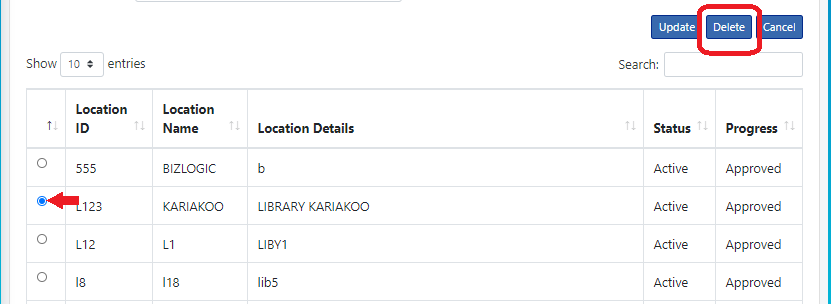 Update Delete Cancel
Show 10 entries Search:
Location ID Location Name Location Details Status Progress
555 BIZLOGIC b Active Approved
L123 KARIAKOO LIBRARY KARIAKOO Active Approved
L12 L1 LIBY1 Active Approved
l8 l18 lib5 Active Approved